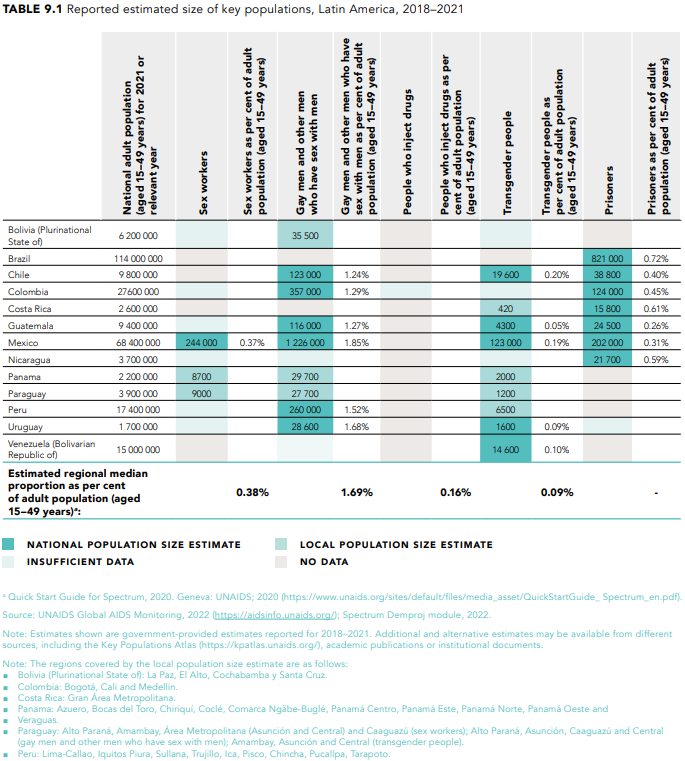 TABLE 9.1 Reported estimated size of key populations, Latin America, 2018–2021
National adult population
(aged 15–49 years) for 2021 or
relevant year
Sex workers
Sex workers as per cent of adult
population (aged 15–49 years)
Gay men and other men
who have sex with men
Gay men and other men who have
sex with men as per cent of adult
population (aged 15–49 years)
People who inject drugs
People who inject drugs as per
cent of adult population
(aged 15–49 years)
Transgender people
Transgender people as
per cent of adult population
(aged 15–49 years)
Prisoners
Prisoners as per cent of adult
population (aged 15–49 years)
Bolivia (Plurinational
State of) 6 200 000 35 500
Brazil 114 000 000 821 000 0.72%
Chile 9 800 000 123 000 1.24% 19 600 0.20% 38 800 0.40%
Colombia 27600 000 357 000 1.29% 124 000 0.45%
Costa Rica 2 600 000 420 15 800 0.61%
Guatemala 9 400 000 116 000 1.27% 4300 0.05% 24 500 0.26%
Mexico 68 400 000 244 000 0.37% 1 226 000 1.85% 123 000 0.19% 202 000 0.31%
Nicaragua 3 700 000 21 700 0.59%
Panama 2 200 000 8700 29 700 2000
Paraguay 3 900 000 9000 27 700 1200
Peru 17 400 000 260 000 1.52% 6500
Uruguay 1 700 000 28 600 1.68% 1600 0.09%
Venezuela (Bolivarian
Republic of) 15 000 000 14 600 0.10%
Estimated regional median
proportion as per cent
of adult population (aged
15–49 years)ᵃ: 0.38% 1.69% 0.16% 0.09% -
NATIONAL POPULATION SIZE ESTIMATE LOCAL POPULATION SIZE ESTIMATE
INSUFFICIENT DATA NO DATA
ᵃ Quick Start Guide for Spectrum, 2020. Geneva: UNAIDS; 2020 (https://www.unaids.org/sites/default/files/media_asset/QuickStartGuide_ Spectrum_en.pdf).
Source: UNAIDS Global AIDS Monitoring, 2022 (https://aidsinfo.unaids.org/); Spectrum Demproj module, 2022.
Note: Estimates shown are government-provided estimates reported for 2018–2021. Additional and alternative estimates may be available from different
sources, including the Key Populations Atlas (https://kpatlas.unaids.org/), academic publications or institutional documents.
Note: The regions covered by the local population size estimate are as follows:
▪ Bolivia (Plurinational State of): La Paz, El Alto, Cochabamba y Santa Cruz.
▪ Colombia: Bogotá, Cali and Medellín.
▪ Costa Rica: Gran Área Metropolitana.
▪ Panama: Azuero, Bocas del Toro, Chiriquí, Coclé, Comarca Ngäbe-Buglé, Panamá Centro, Panamá Este, Panamá Norte, Panamá Oeste and
▪ Veraguas.
▪ Paraguay: Alto Paraná, Amambay, Área Metropolitana (Asunción and Central) and Caaguazú (sex workers); Alto Paraná, Asunción, Caaguazú and Central
(gay men and other men who have sex with men); Amambay, Asunción and Central (transgender people).
▪ Peru: Lima-Callao, Iquitos Piura, Sullana, Trujillo, Ica, Pisco, Chincha, Pucallpa, Tarapoto.